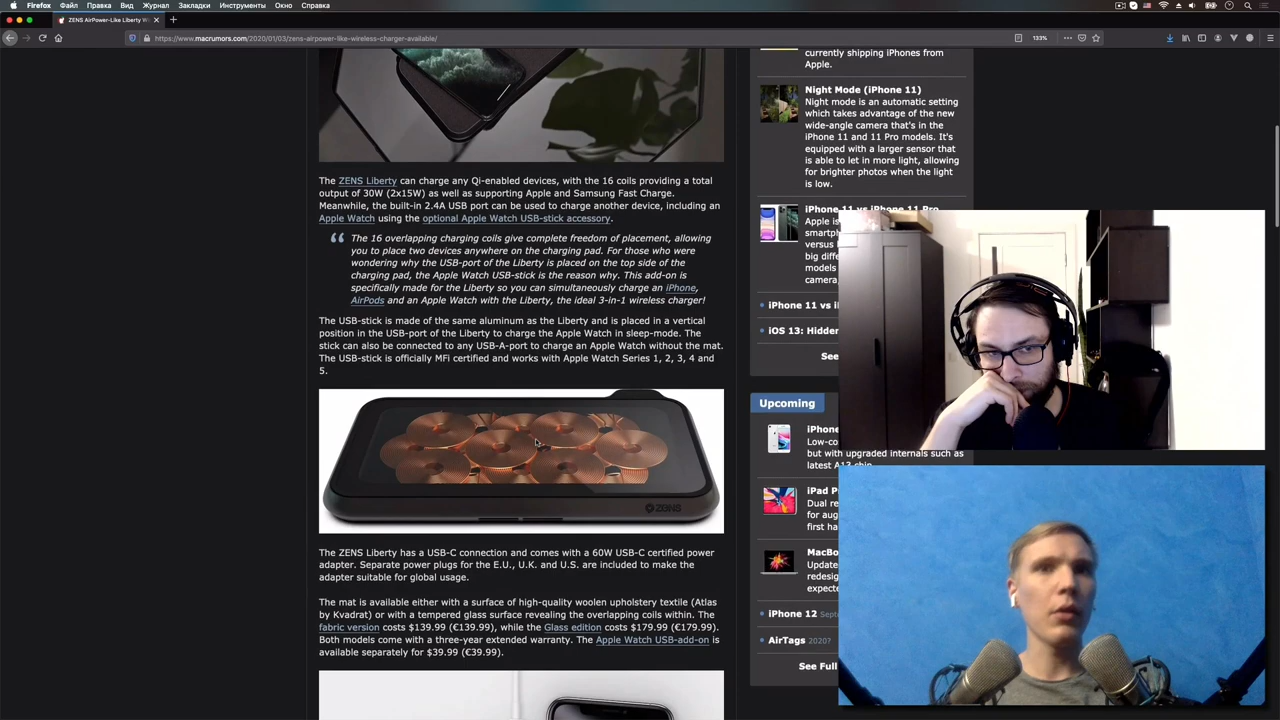 Firefox Файл Правка Вид Журнал Закладки Инструменты Окно Справка
ZENS AirPower-Like Liberty Wi
https://www.macrumors.com/2020/01/03/zens-airpower-like-wireless-charger-available/
133%
The ZENS Liberty can charge any Qi-enabled devices, with the 16 coils providing a total
output of 30W (2x15W) as well as supporting Apple and Samsung Fast Charge.
Meanwhile, the built-in 2.4A USB port can be used to charge another device, including an
Apple Watch using the optional Apple Watch USB-stick accessory.
The 16 overlapping charging coils give complete freedom of placement, allowing
you to place two devices anywhere on the charging pad. For those who were
wondering why the USB-port of the Liberty is placed on the top side of the
charging pad, the Apple Watch USB-stick is the reason why. This add-on is
specifically made for the Liberty so you can simultaneously charge an iPhone,
AirPods and an Apple Watch with the Liberty, the ideal 3-in-1 wireless charger!
The USB-stick is made of the same aluminum as the Liberty and is placed in a vertical
position in the USB-port of the Liberty to charge the Apple Watch in sleep-mode. The
stick can also be connected to any USB-A-port to charge an Apple Watch without the mat.
The USB-stick is officially MFi certified and works with Apple Watch Series 1, 2, 3, 4 and
5.
ZENS
The ZENS Liberty has a USB-C connection and comes with a 60W USB-C certified power
adapter. Separate power plugs for the E.U., U.K. and U.S. are included to make the
adapter suitable for global usage.
The mat is available either with a surface of high-quality woolen upholstery textile (Atlas
by Kvadrat) or with a tempered glass surface revealing the overlapping coils within. The
fabric version costs $139.99 (€139.99), while the Glass edition costs $179.99 (€179.99).
Both models come with a three-year extended warranty. The Apple Watch USB-add-on is
available separately for $39.99 (€39.99).
currently shipping iPhones from
Apple.
Night Mode (iPhone 11)
Night mode is an automatic setting
which takes advantage of the new
wide-angle camera that's in the
iPhone 11 and 11 Pro models. It's
equipped with a larger sensor that
is able to let in more light, allowing
for brighter photos when the light
is low.
iPhone 11 vs iPhone 11 Pro
Apple is
smartph
versus
big diffe
models
camera,
iPhone 11 vs i
iOS 13: Hidden
See
Upcoming
iPhone
Low-co
but with upgraded internals such as
latest A13 chip.
iPad P
Dual re
for aug
first ha
MacBo
Update
redesig
expecte
iPhone 12 Sept
AirTags 2020?
See Full